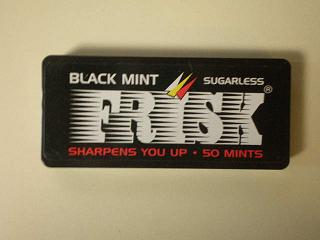 BLACK MINT SUGARLESS
FRISK®
SHARPENS YOU UP · 50 MINTS